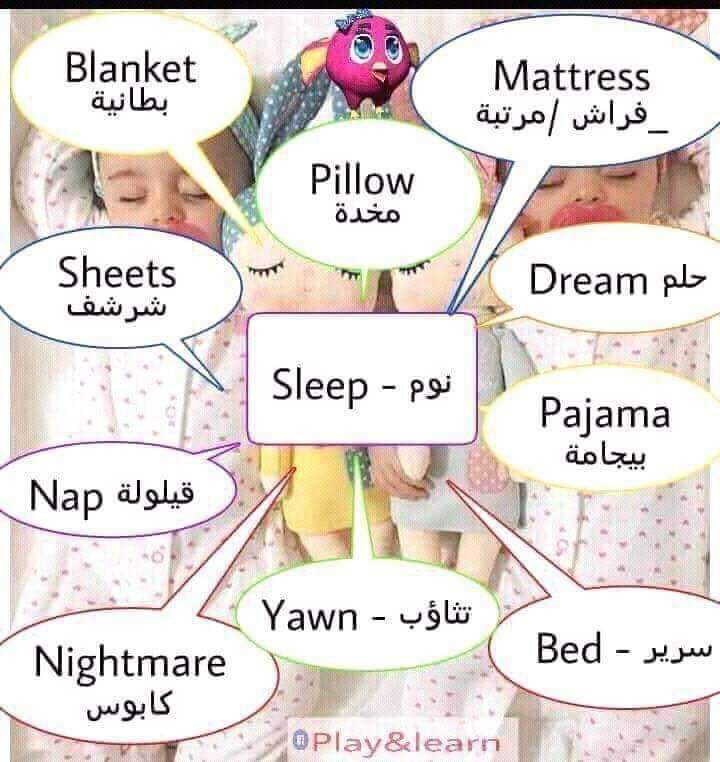 Blanket
بطانية
Mattress
فراش /مرتبة_
Pillow
مخدة
Sheets
شرشف
Dream حلم
Sleep - نوم
Pajama
بيجامة
Nap قيلولة
Yawn - تثاؤب
Nightmare
كابوس
Bed - سرير
Play&learn